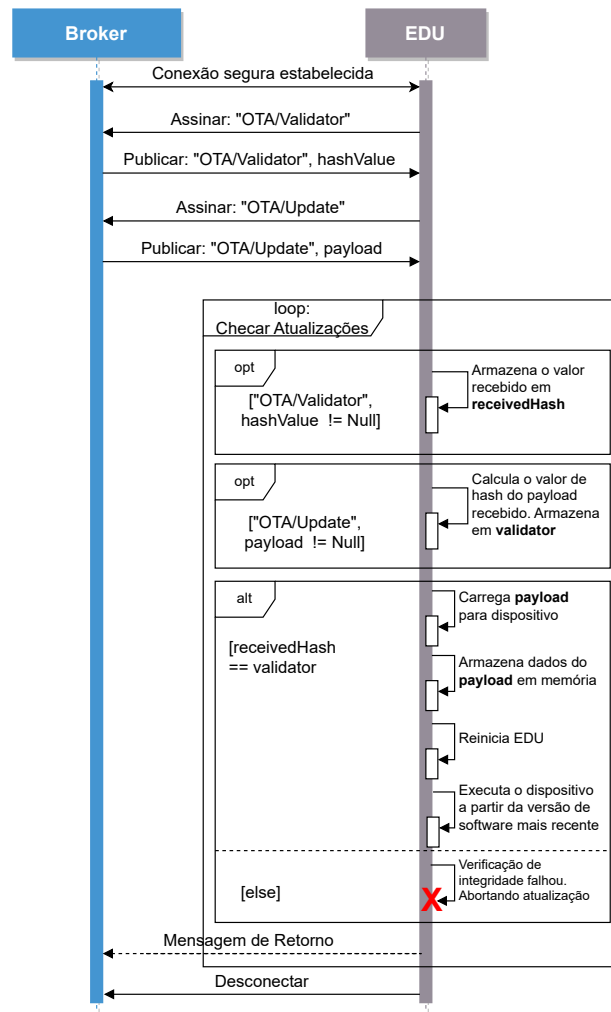 Broker
EDU
Conexão segura estabelecida
Assinar: "OTA/Validator"
Publicar: "OTA/Validator", hashValue
Assinar: "OTA/Update"
Publicar: "OTA/Update", payload
loop:
Checar Atualizações
opt
["OTA/Validator",
hashValue != Null]
Armazena o valor
recebido em
receivedHash
opt
["OTA/Update",
payload != Null]
Calcula o valor de
hash do payload
recebido. Armazena
em validator
alt
[receivedHash
== validator
Carrega payload
para dispositivo
Armazena dados do
payload em memória
Reinicia EDU
Executa o dispositivo
a partir da versão de
software mais recente
[else]
Verificação de
integridade falhou.
Abortando atualização
X
Mensagem de Retorno
Desconectar